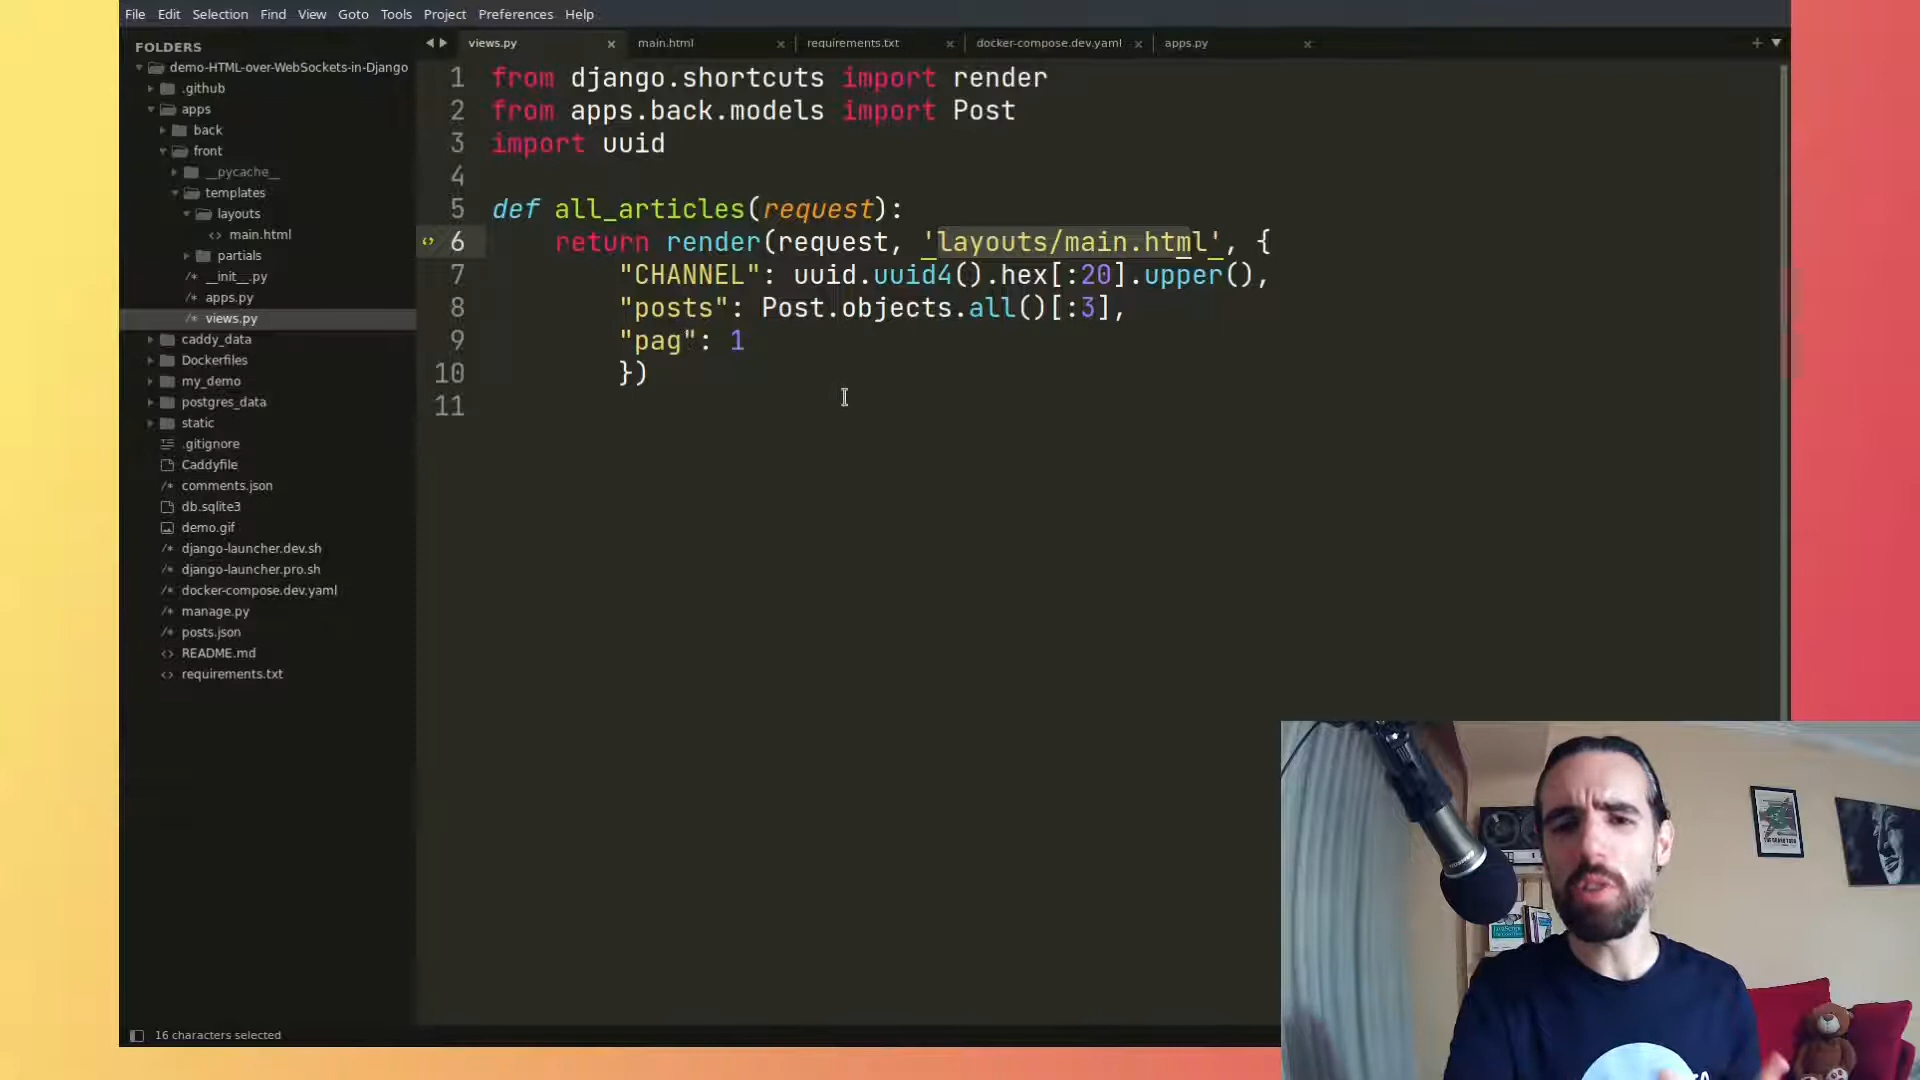 File Edit Selection Find View Goto Tools Project Preferences Help
FOLDERS
demo-HTML-over-WebSockets-in-Django
.github
apps
back
front
__pycache__
templates
layouts
main.html
partials
__init__.py
apps.py
views.py
caddy_data
Dockerfiles
my_demo
postgres_data
static
.gitignore
Caddyfile
comments.json
db.sqlite3
demo.gif
django-launcher.dev.sh
django-launcher.pro.sh
docker-compose.dev.yaml
manage.py
posts.json
README.md
requirements.txt
views.py main.html requirements.txt docker-compose.dev.yaml apps.py
1 from django.shortcuts import render
2 from apps.back.models import Post
3 import uuid
4
5 def all_articles(request):
6 return render(request, 'layouts/main.html', {
7 "CHANNEL": uuid.uuid4().hex[:20].upper(),
8 "posts": Post.objects.all()[:3],
9 "pag": 1
10 })
11
16 characters selected